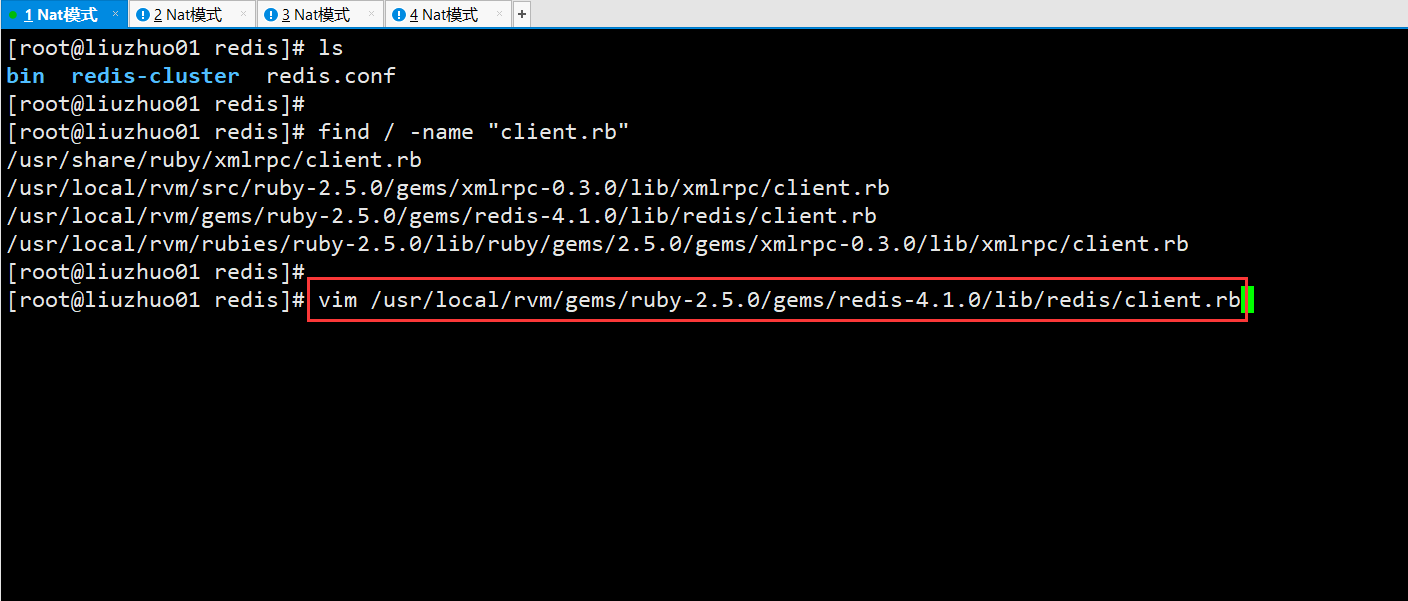 1 Nat模式 × 2 Nat模式 × 3 Nat模式 × 4 Nat模式 × +
[root@liuzhuo01 redis]# ls
bin  redis-cluster  redis.conf
[root@liuzhuo01 redis]#
[root@liuzhuo01 redis]# find / -name "client.rb"
/usr/share/ruby/xmlrpc/client.rb
/usr/local/rvm/src/ruby-2.5.0/gems/xmlrpc-0.3.0/lib/xmlrpc/client.rb
/usr/local/rvm/gems/ruby-2.5.0/gems/redis-4.1.0/lib/redis/client.rb
/usr/local/rvm/rubies/ruby-2.5.0/lib/ruby/gems/2.5.0/gems/xmlrpc-0.3.0/lib/xmlrpc/client.rb
[root@liuzhuo01 redis]#
[root@liuzhuo01 redis]# vim /usr/local/rvm/gems/ruby-2.5.0/gems/redis-4.1.0/lib/redis/client.rb